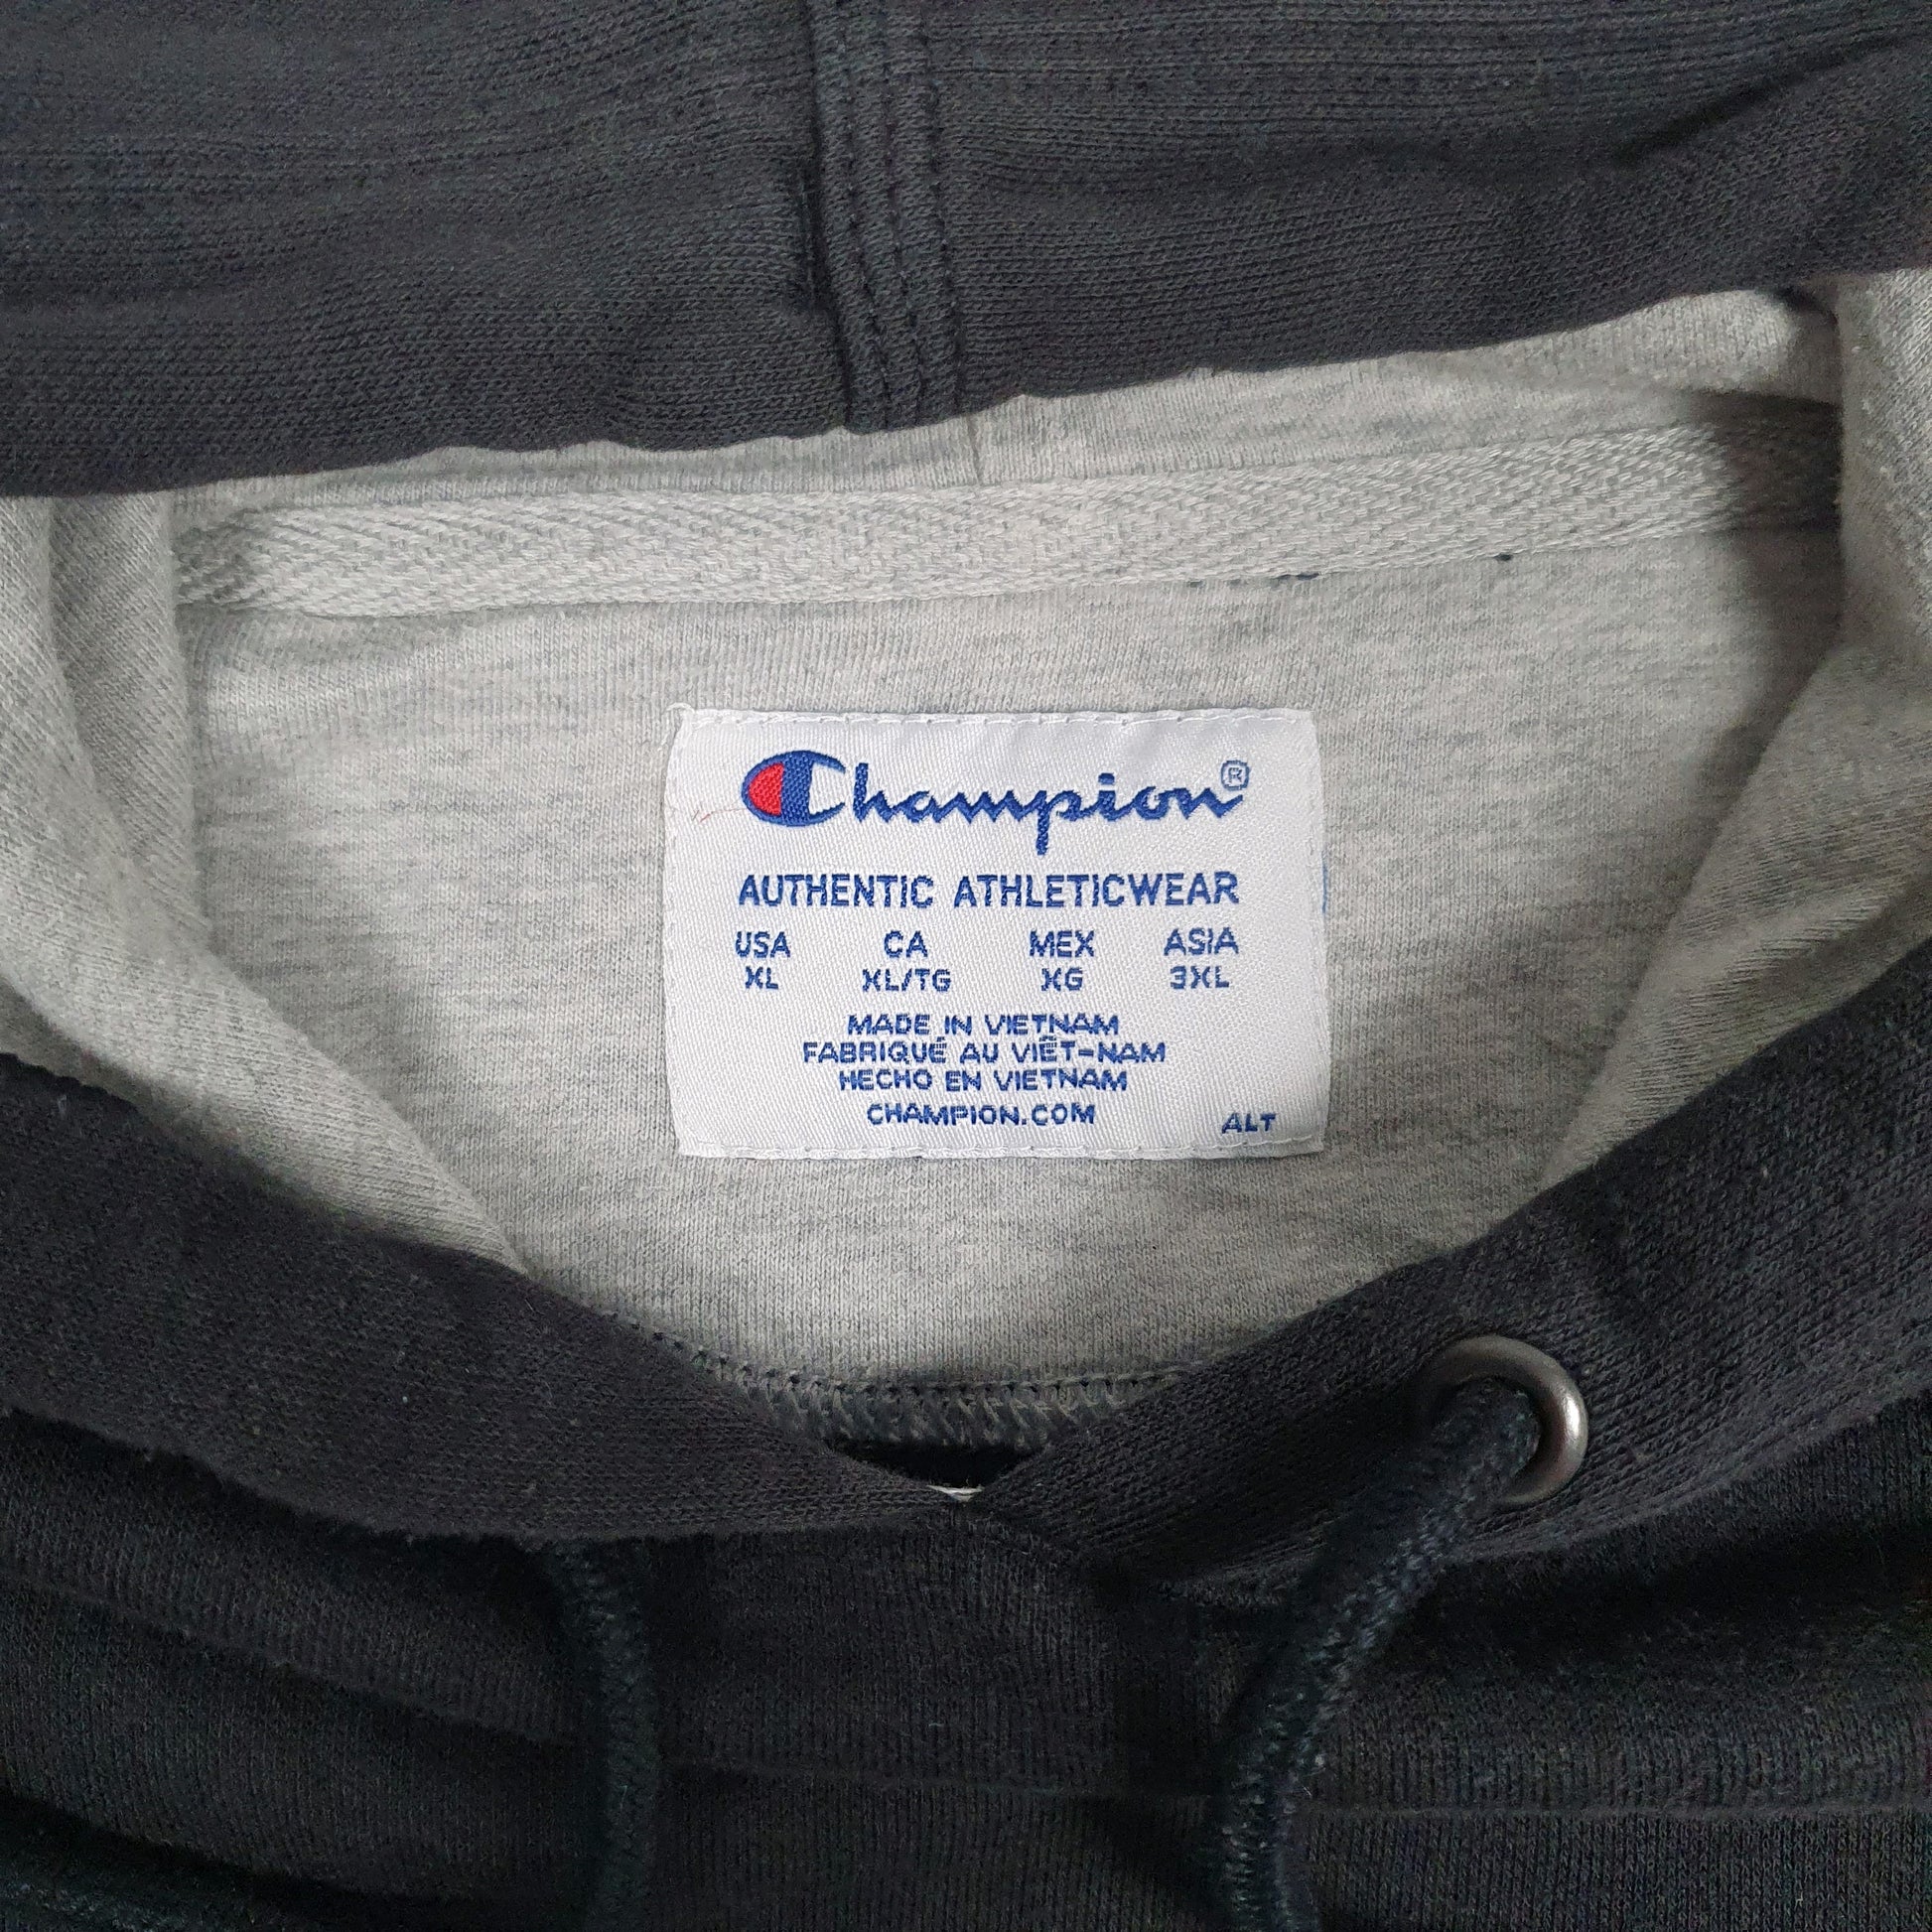 Champion®
AUTHENTIC ATHLETICWEAR
USA CA MEX ASIA
XL XL/TG XG 3XL
MADE IN VIETNAM
FABRIQUÉ AU VIÊT-NAM
HECHO EN VIETNAM
CHAMPION.COM ALT